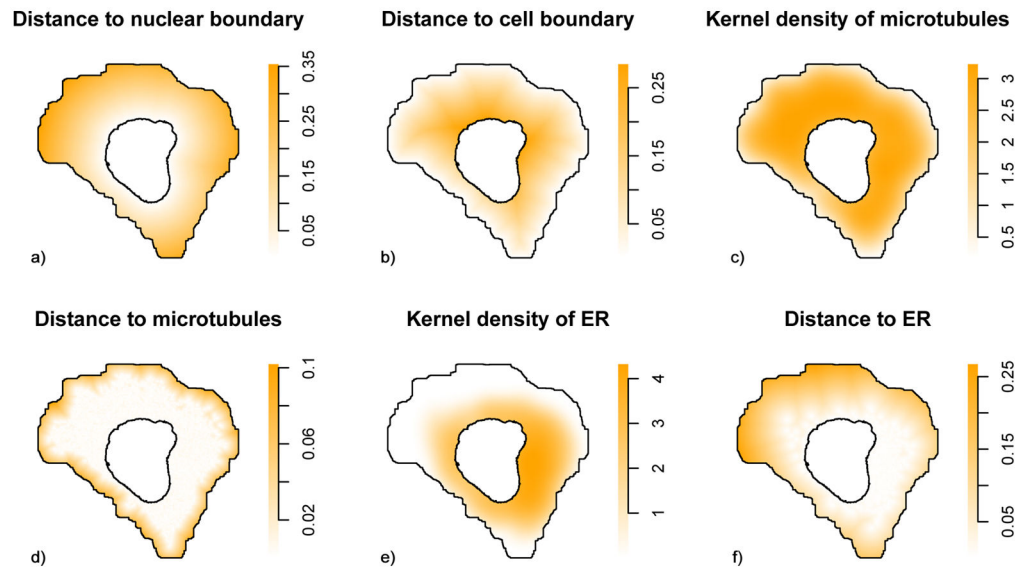 Distance to nuclear boundary
Distance to cell boundary
Kernel density of microtubules
0.05 0.15 0.25 0.35
a)
0.05 0.15 0.25
b)
0.5 1 1.5 2 2.5 3
c)
Distance to microtubules
Kernel density of ER
Distance to ER
0.02 0.06 0.1
d)
1 2 3 4
e)
0.05 0.15 0.25
f)